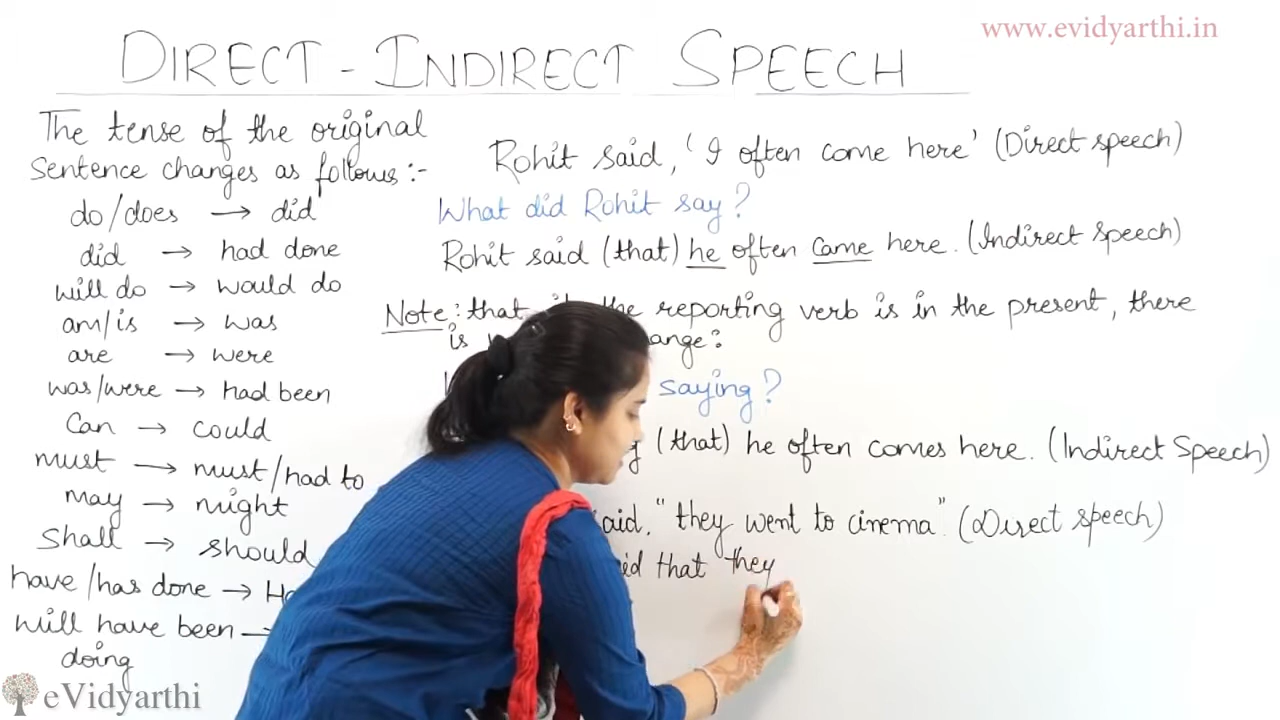 www.evidyarthi.in
DIRECT - INDIRECT SPEECH
The tense of the original
sentence changes as follows :-
do/does → did
did → had done
will do → would do
am/is → was
are → were
was/were → had been
Can → could
must → must/had to
may → might
Shall → should
have/has done →
will have been →
doing
Rohit said, 'I often come here' (Direct speech)
What did Rohit say?
Rohit said (that) he often came here. (Indirect Speech)
Note: that the reporting verb is in the present, there
is
saying?
(that) he often comes here. (Indirect Speech)
"they went to cinema". (Direct speech)
that they
eVidyarthi